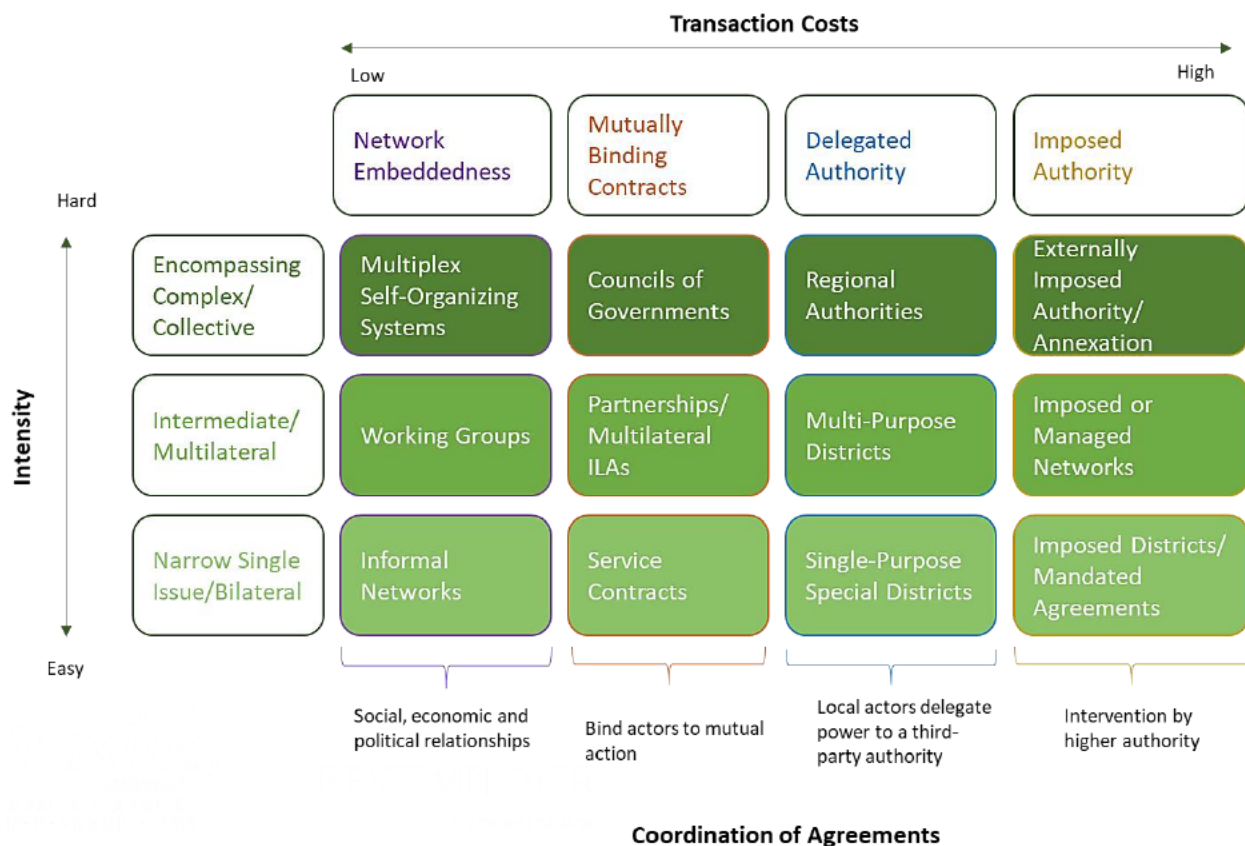 Transaction Costs
Low
High
Network
Embeddedness
Mutually
Binding
Contracts
Delegated
Authority
Imposed
Authority
Hard
Encompassing
Complex/
Collective
Multiplex
Self-Organizing
Systems
Councils of
Governments
Regional
Authorities
Externally
Imposed
Authority/
Annexation
Intensity
Intermediate/
Multilateral
Working Groups
Partnerships/
Multilateral
ILAs
Multi-Purpose
Districts
Imposed or
Managed
Networks
Narrow Single
Issue/Bilateral
Informal
Networks
Service
Contracts
Single-Purpose
Special Districts
Imposed Districts/
Mandated
Agreements
Easy
Social, economic and
political relationships
Bind actors to mutual
action
Local actors delegate
power to a third-
party authority
Intervention by
higher authority
Coordination of Agreements